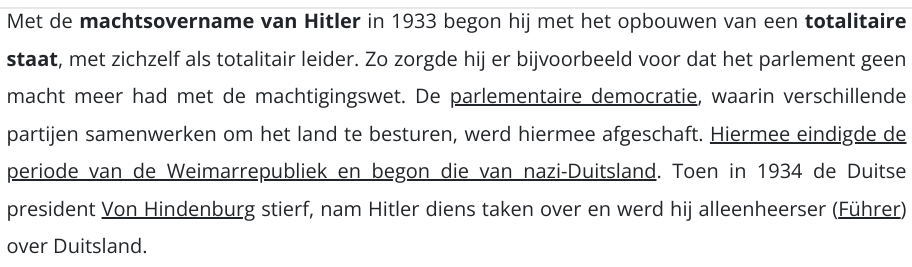 Met de machtsovername van Hitler in 1933 begon hij met het opbouwen van een totalitaire
staat, met zichzelf als totalitair leider. Zo zorgde hij er bijvoorbeeld voor dat het parlement geen
macht meer had met de machtigingswet. De parlementaire democratie, waarin verschillende
partijen samenwerken om het land te besturen, werd hiermee afgeschaft. Hiermee eindigde de
periode van de Weimarrepubliek en begon die van nazi-Duitsland. Toen in 1934 de Duitse
president Von Hindenburg stierf, nam Hitler diens taken over en werd hij alleenheerser (Führer)
over Duitsland.